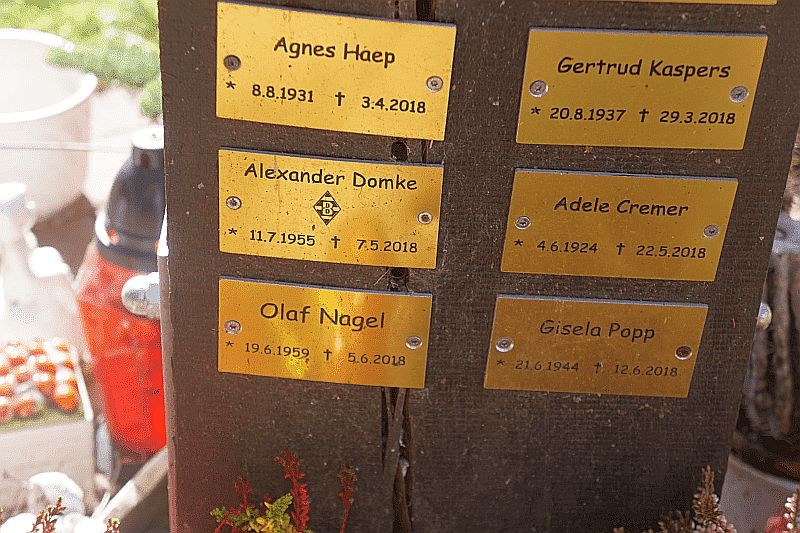 Agnes Haep
* 8.8.1931 † 3.4.2018
Alexander Domke
B
* 11.7.1955 † 7.5.2018
Olaf Nagel
* 19.6.1959 † 5.6.2018
Gertrud Kaspers
* 20.8.1937 † 29.3.2018
Adele Cremer
* 4.6.1924 † 22.5.2018
Gisela Popp
* 21.6.1944 † 12.6.2018